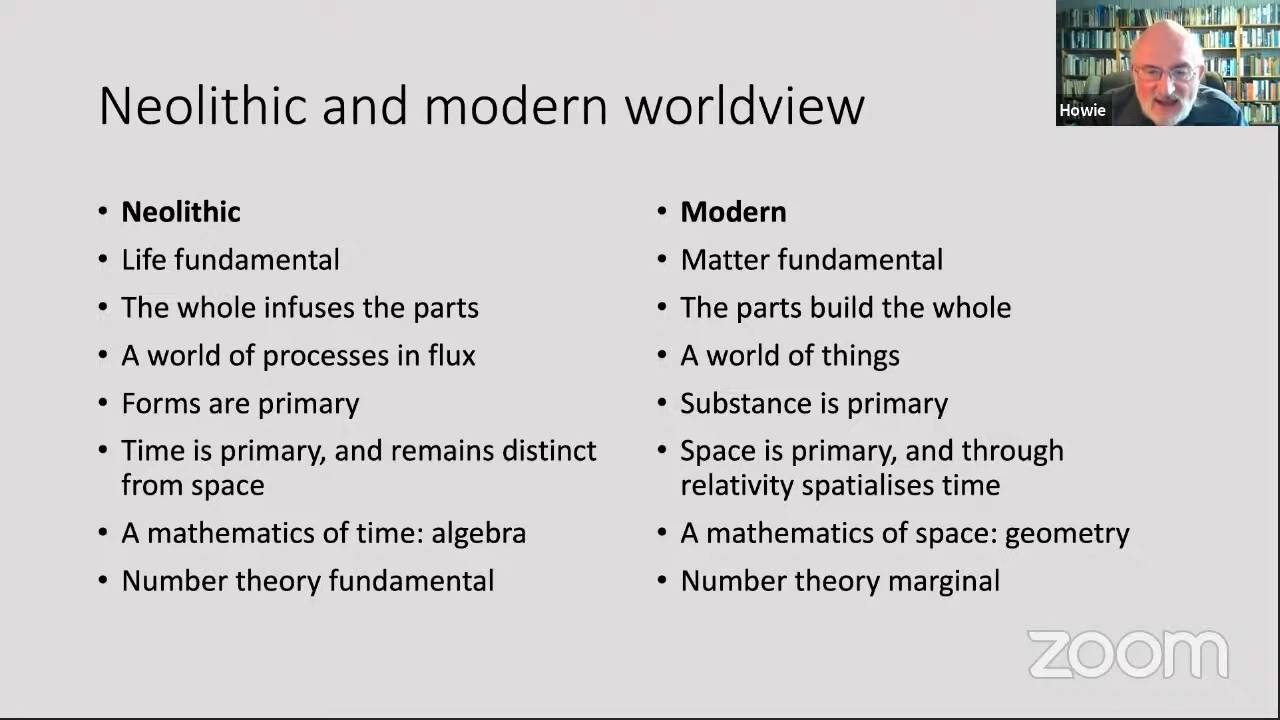 Neolithic and modern worldview
Howie
• Neolithic
• Life fundamental
• The whole infuses the parts
• A world of processes in flux
• Forms are primary
• Time is primary, and remains distinct
from space
• A mathematics of time: algebra
• Number theory fundamental
• Modern
• Matter fundamental
• The parts build the whole
• A world of things
• Substance is primary
• Space is primary, and through
relativity spatialises time
• A mathematics of space: geometry
• Number theory marginal
zoom